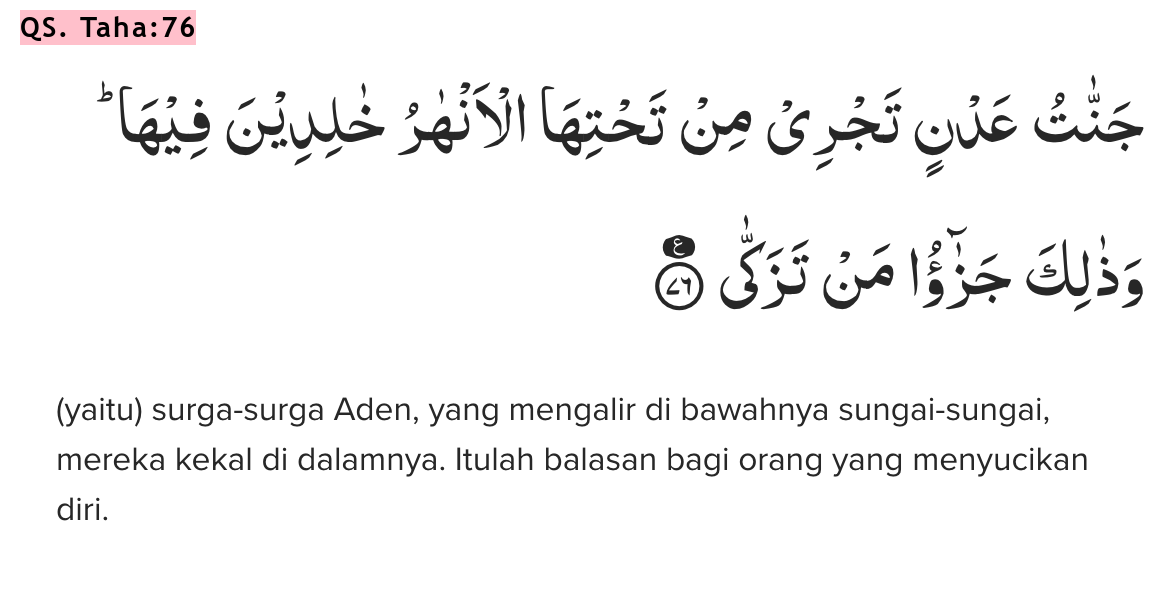 QS. Taha:76
جَنّٰتُ عَدْنٍ تَجْرِيْ مِنْ تَحْتِهَا الْاَنْهٰرُ خٰلِدِيْنَ فِيْهَا ۗ
وَذٰلِكَ جَزٰۤؤُا مَنْ تَزَكّٰى ࣖ ٧٦
(yaitu) surga-surga Aden, yang mengalir di bawahnya sungai-sungai,
mereka kekal di dalamnya. Itulah balasan bagi orang yang menyucikan
diri.